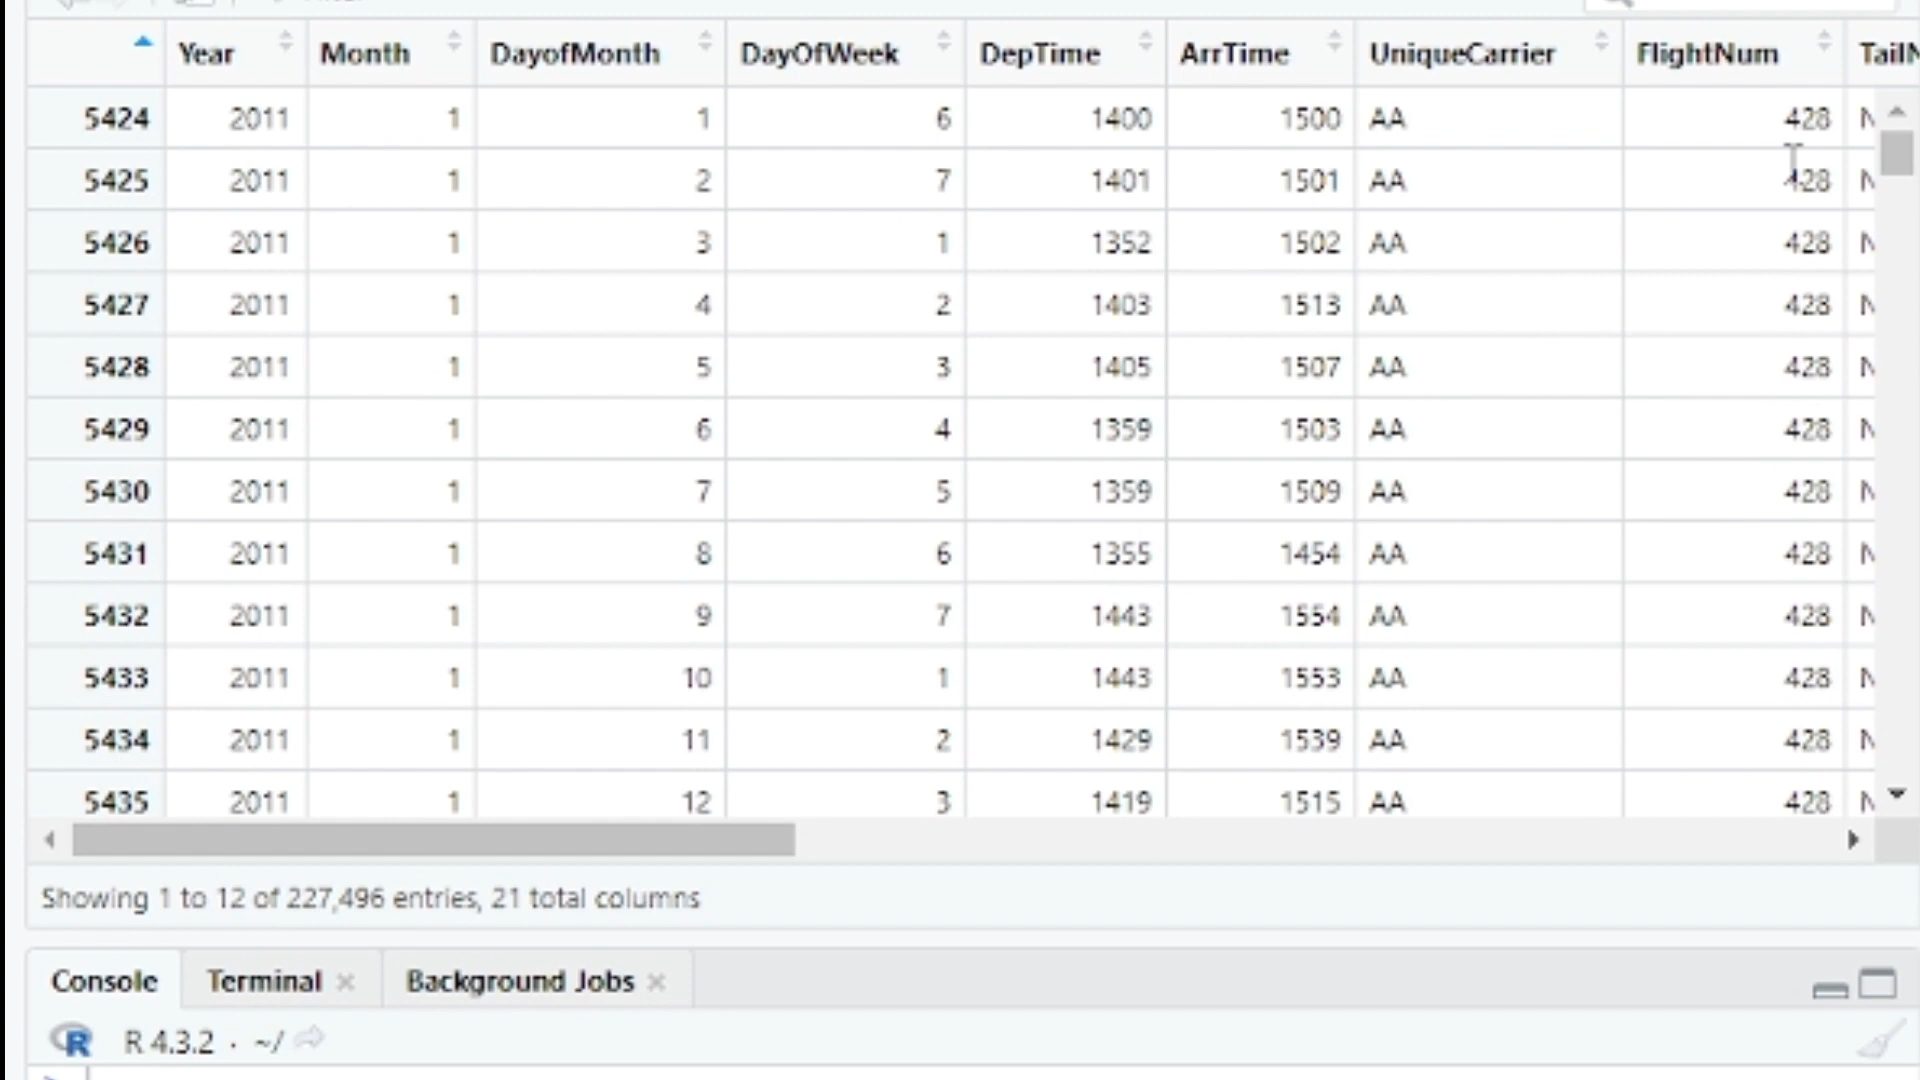 Year Month DayofMonth DayOfWeek DepTime ArrTime UniqueCarrier FlightNum TailN
5424 2011 1 1 6 1400 1500 AA 428 N
5425 2011 1 2 7 1401 1501 AA 428 N
5426 2011 1 3 1 1352 1502 AA 428 N
5427 2011 1 4 2 1403 1513 AA 428 N
5428 2011 1 5 3 1405 1507 AA 428 N
5429 2011 1 6 4 1359 1503 AA 428 N
5430 2011 1 7 5 1359 1509 AA 428 N
5431 2011 1 8 6 1355 1454 AA 428 N
5432 2011 1 9 7 1443 1554 AA 428 N
5433 2011 1 10 1 1443 1553 AA 428 N
5434 2011 1 11 2 1429 1539 AA 428 N
5435 2011 1 12 3 1419 1515 AA 428 N
Showing 1 to 12 of 227,496 entries, 21 total columns
Console Terminal Background Jobs
R R 4.3.2 · ~/